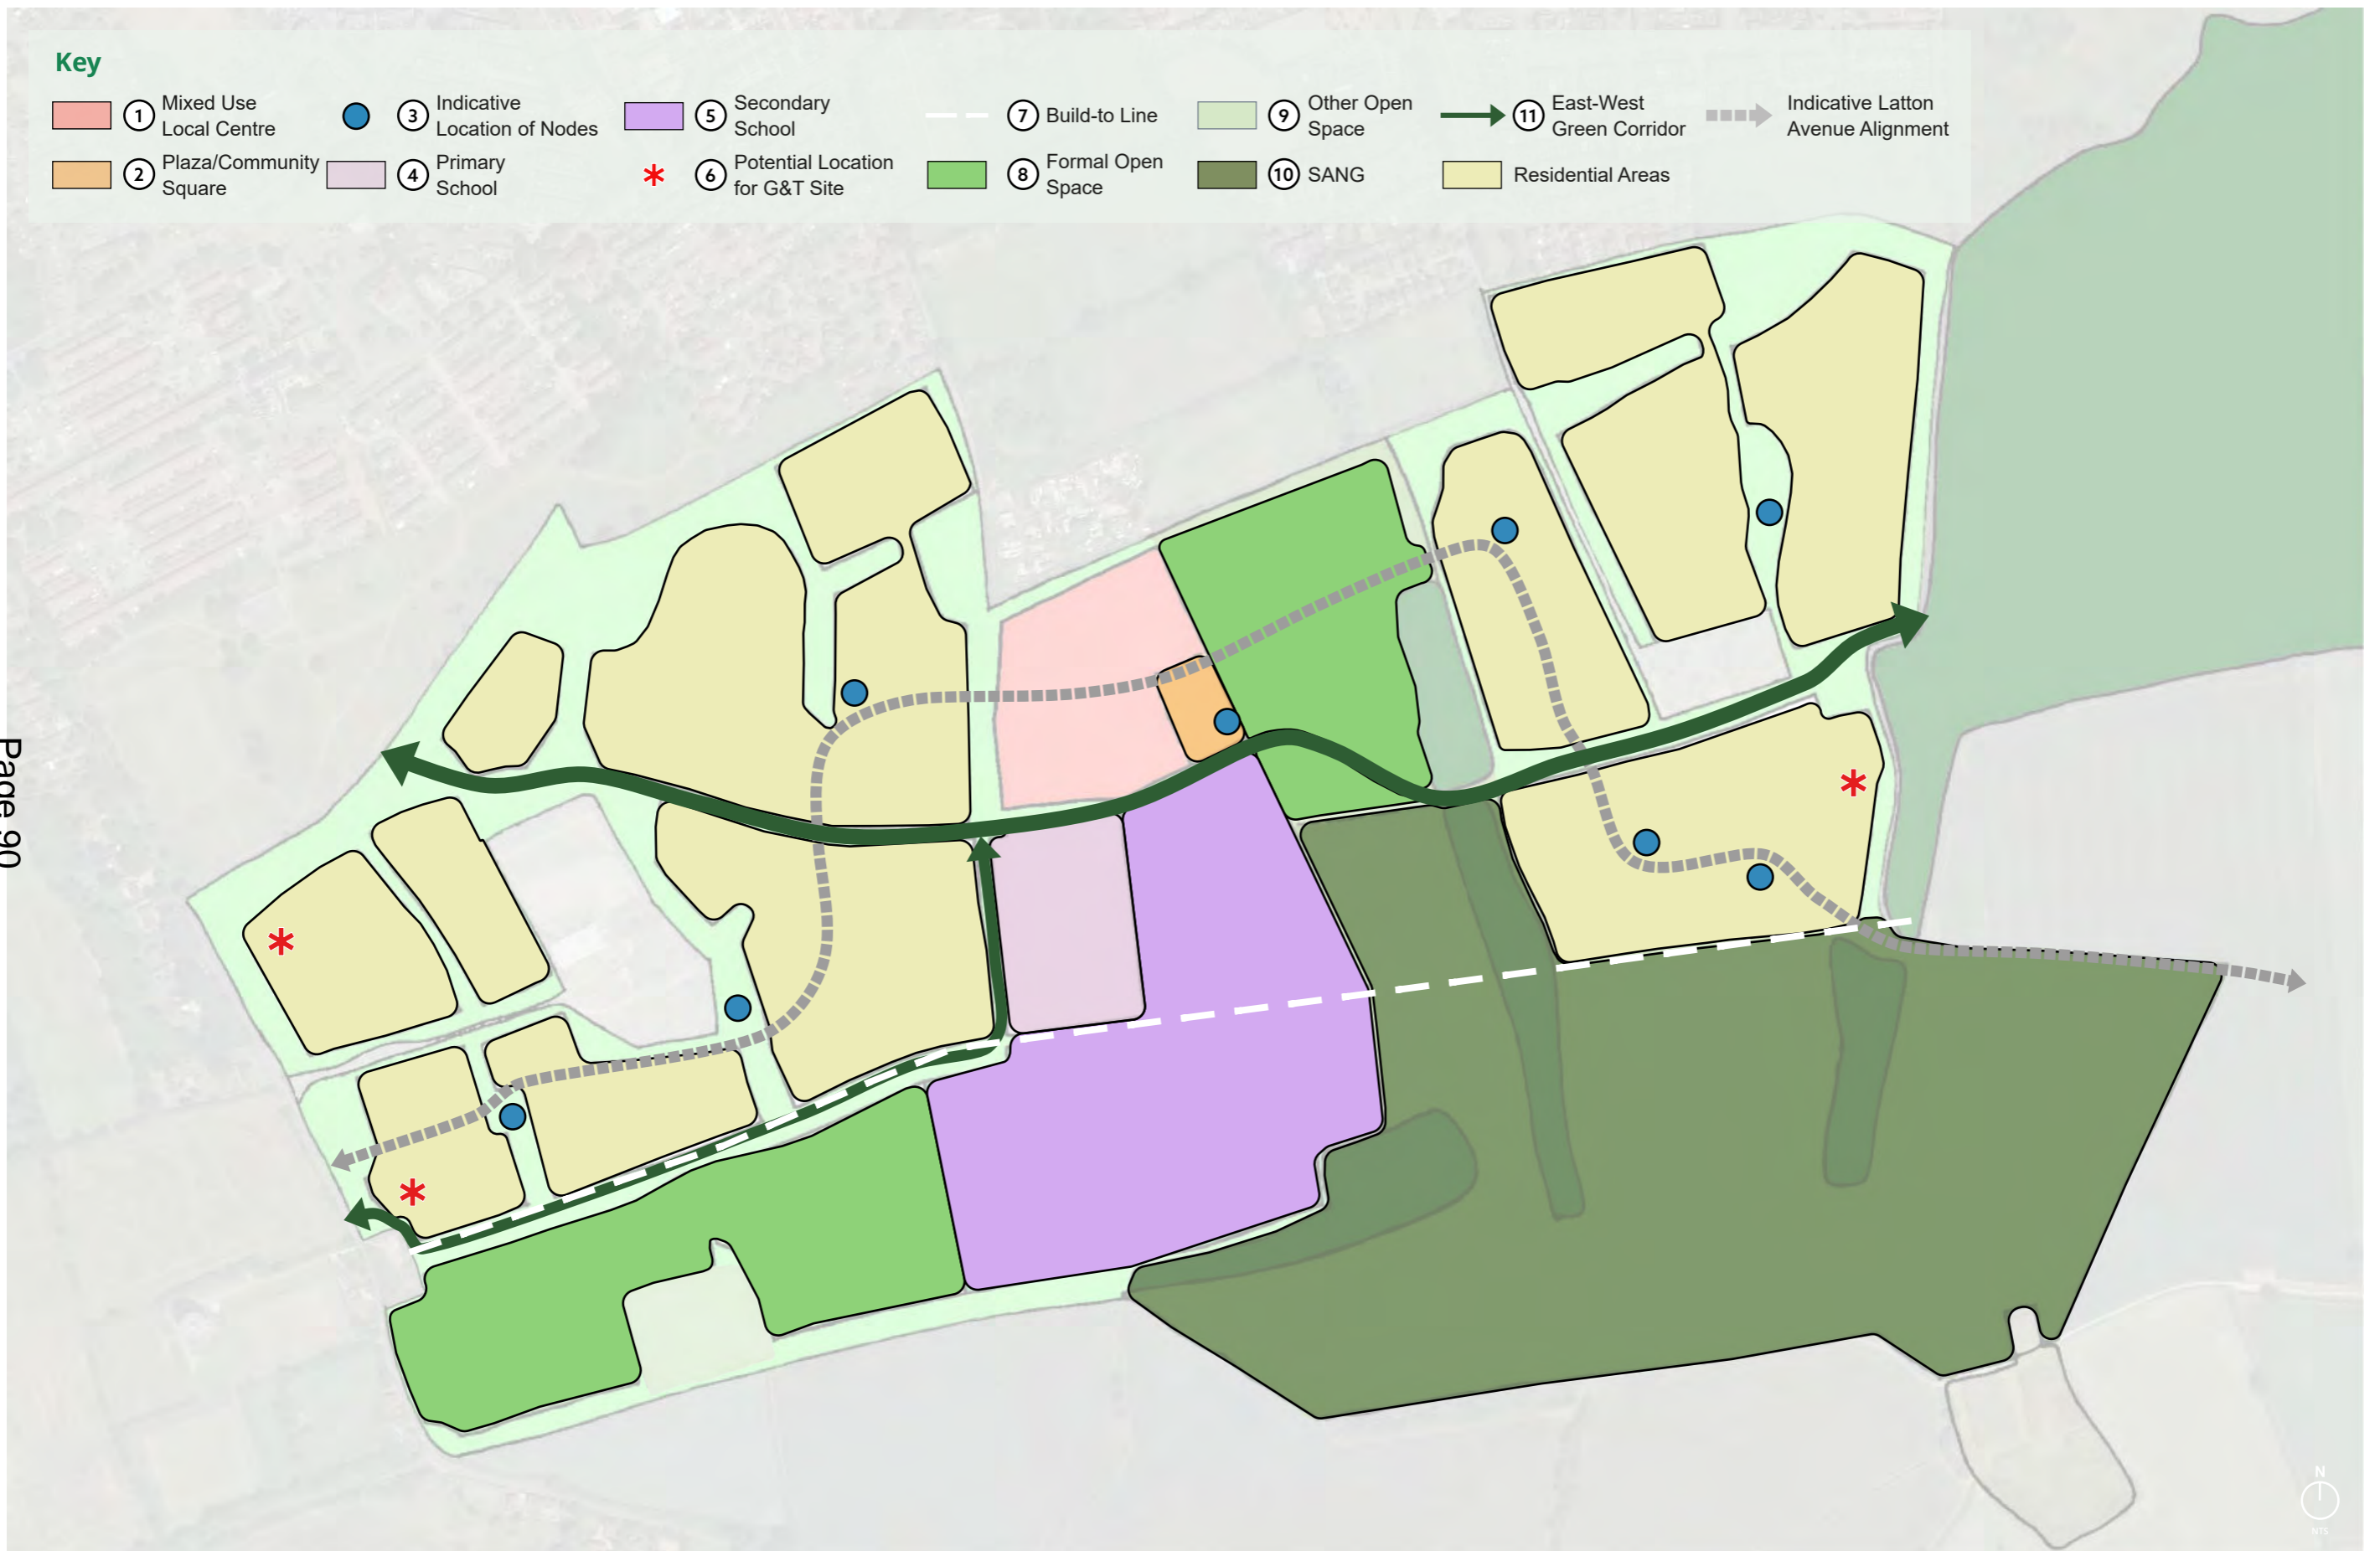 Key
1 Mixed Use
Local Centre
3 Indicative
Location of Nodes
5 Secondary
School
7 Build-to Line
9 Other Open
Space
11 East-West
Green Corridor
Indicative Latton
Avenue Alignment
2 Plaza/Community
Square
4 Primary
School
6 Potential Location
for G&T Site
8 Formal Open
Space
10 SANG
Residential Areas
Page 90
N
NTS